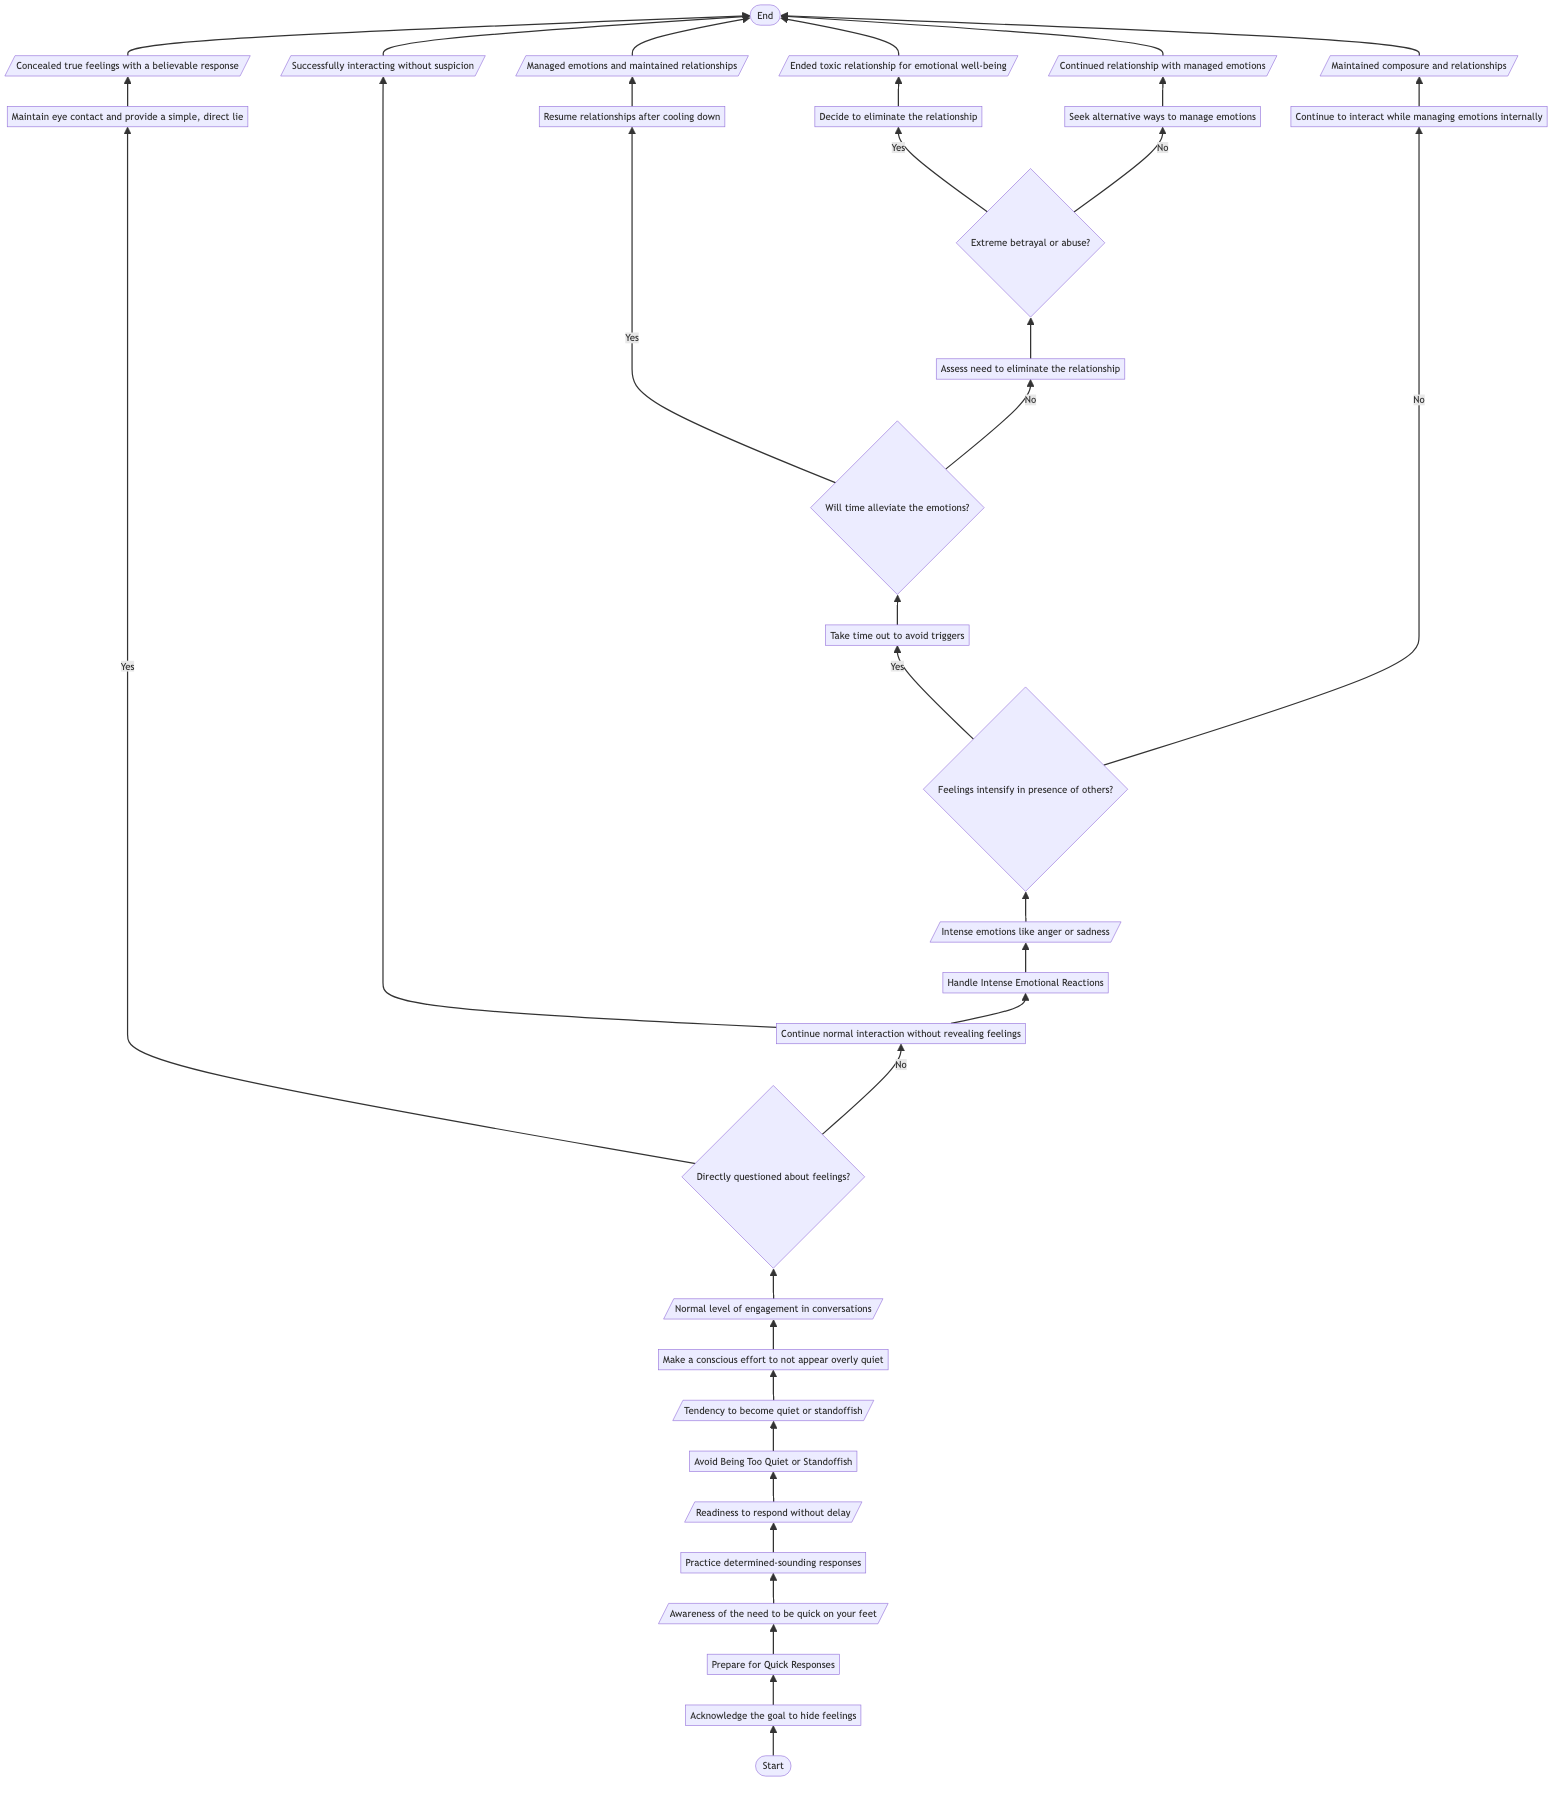 End
Concealed true feelings with a believable response
Successfully interacting without suspicion
Managed emotions and maintained relationships
Ended toxic relationship for emotional well-being
Continued relationship with managed emotions
Maintained composure and relationships
Maintain eye contact and provide a simple, direct lie
Resume relationships after cooling down
Decide to eliminate the relationship
Seek alternative ways to manage emotions
Continue to interact while managing emotions internally
Yes
No
Extreme betrayal or abuse?
Yes
Assess need to eliminate the relationship
No
No
Will time alleviate the emotions?
Take time out to avoid triggers
Yes
Yes
Feelings intensify in presence of others?
Intense emotions like anger or sadness
Handle Intense Emotional Reactions
Continue normal interaction without revealing feelings
No
Directly questioned about feelings?
Normal level of engagement in conversations
Make a conscious effort to not appear overly quiet
Tendency to become quiet or standoffish
Avoid Being Too Quiet or Standoffish
Readiness to respond without delay
Practice determined-sounding responses
Awareness of the need to be quick on your feet
Prepare for Quick Responses
Acknowledge the goal to hide feelings
Start